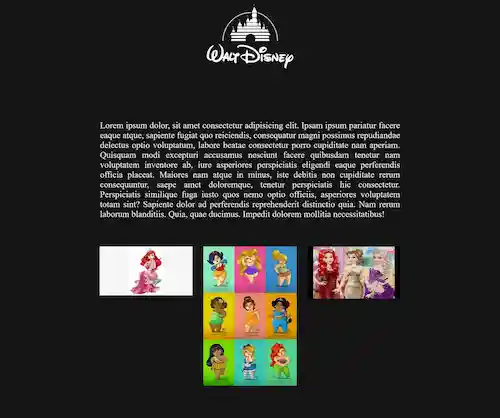 WALT DISNEY
Lorem ipsum dolor, sit amet consectetur adipisicing elit. Ipsam ipsum pariatur facere
eaque atque, sapiente fugiat quo reiciendis, consequatur magni possimus repudiandae
delectus optio voluptatum, labore beatae consectetur porro cupiditate nam aperiam.
Quisquam modi excepturi accusamus nesciunt facere quibusdam tenetur nam
voluptatem inventore ab, iure asperiores perspiciatis eligendi eaque perferendis
officia placeat. Maiores nam atque in minus, iste debitis non cupiditate rerum
consequuntur, saepe amet doloremque, tenetur perspiciatis hic consectetur.
Perspiciatis similique fuga iusto quos nemo optio officiis, asperiores voluptatem
totam sint? Sapiente dolor ad perferendis reprehenderit distinctio quia. Nam rerum
laborum blanditiis. Quia, quae ducimus. Impedit dolorem mollitia necessitatibus!